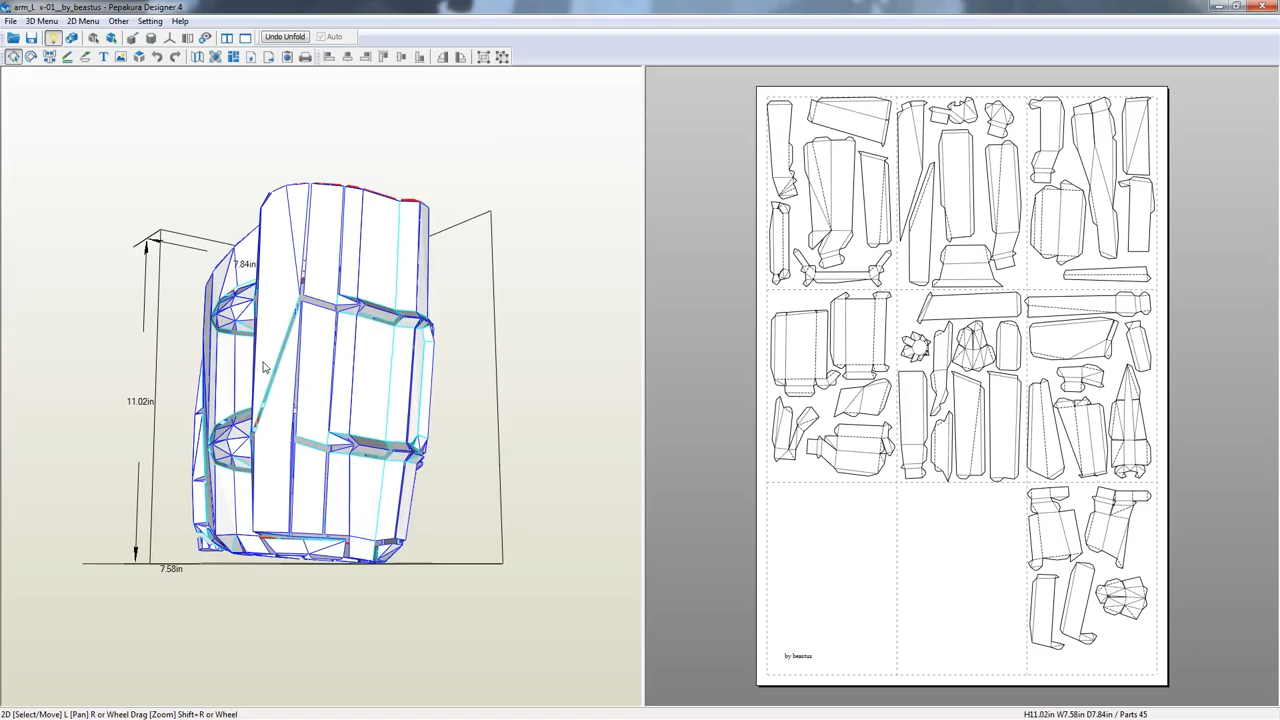 arm_L x-01__by_beastus - Pepakura Designer 4
File 3D Menu 2D Menu Other Setting Help
Undo Unfold Auto
7.84in
11.02in
7.58in
by beastus
2D [Select/Move] L [Pan] R or Wheel Drag [Zoom] Shift+R or Wheel
H11.02in W7.58in D7.84in / Parts 45